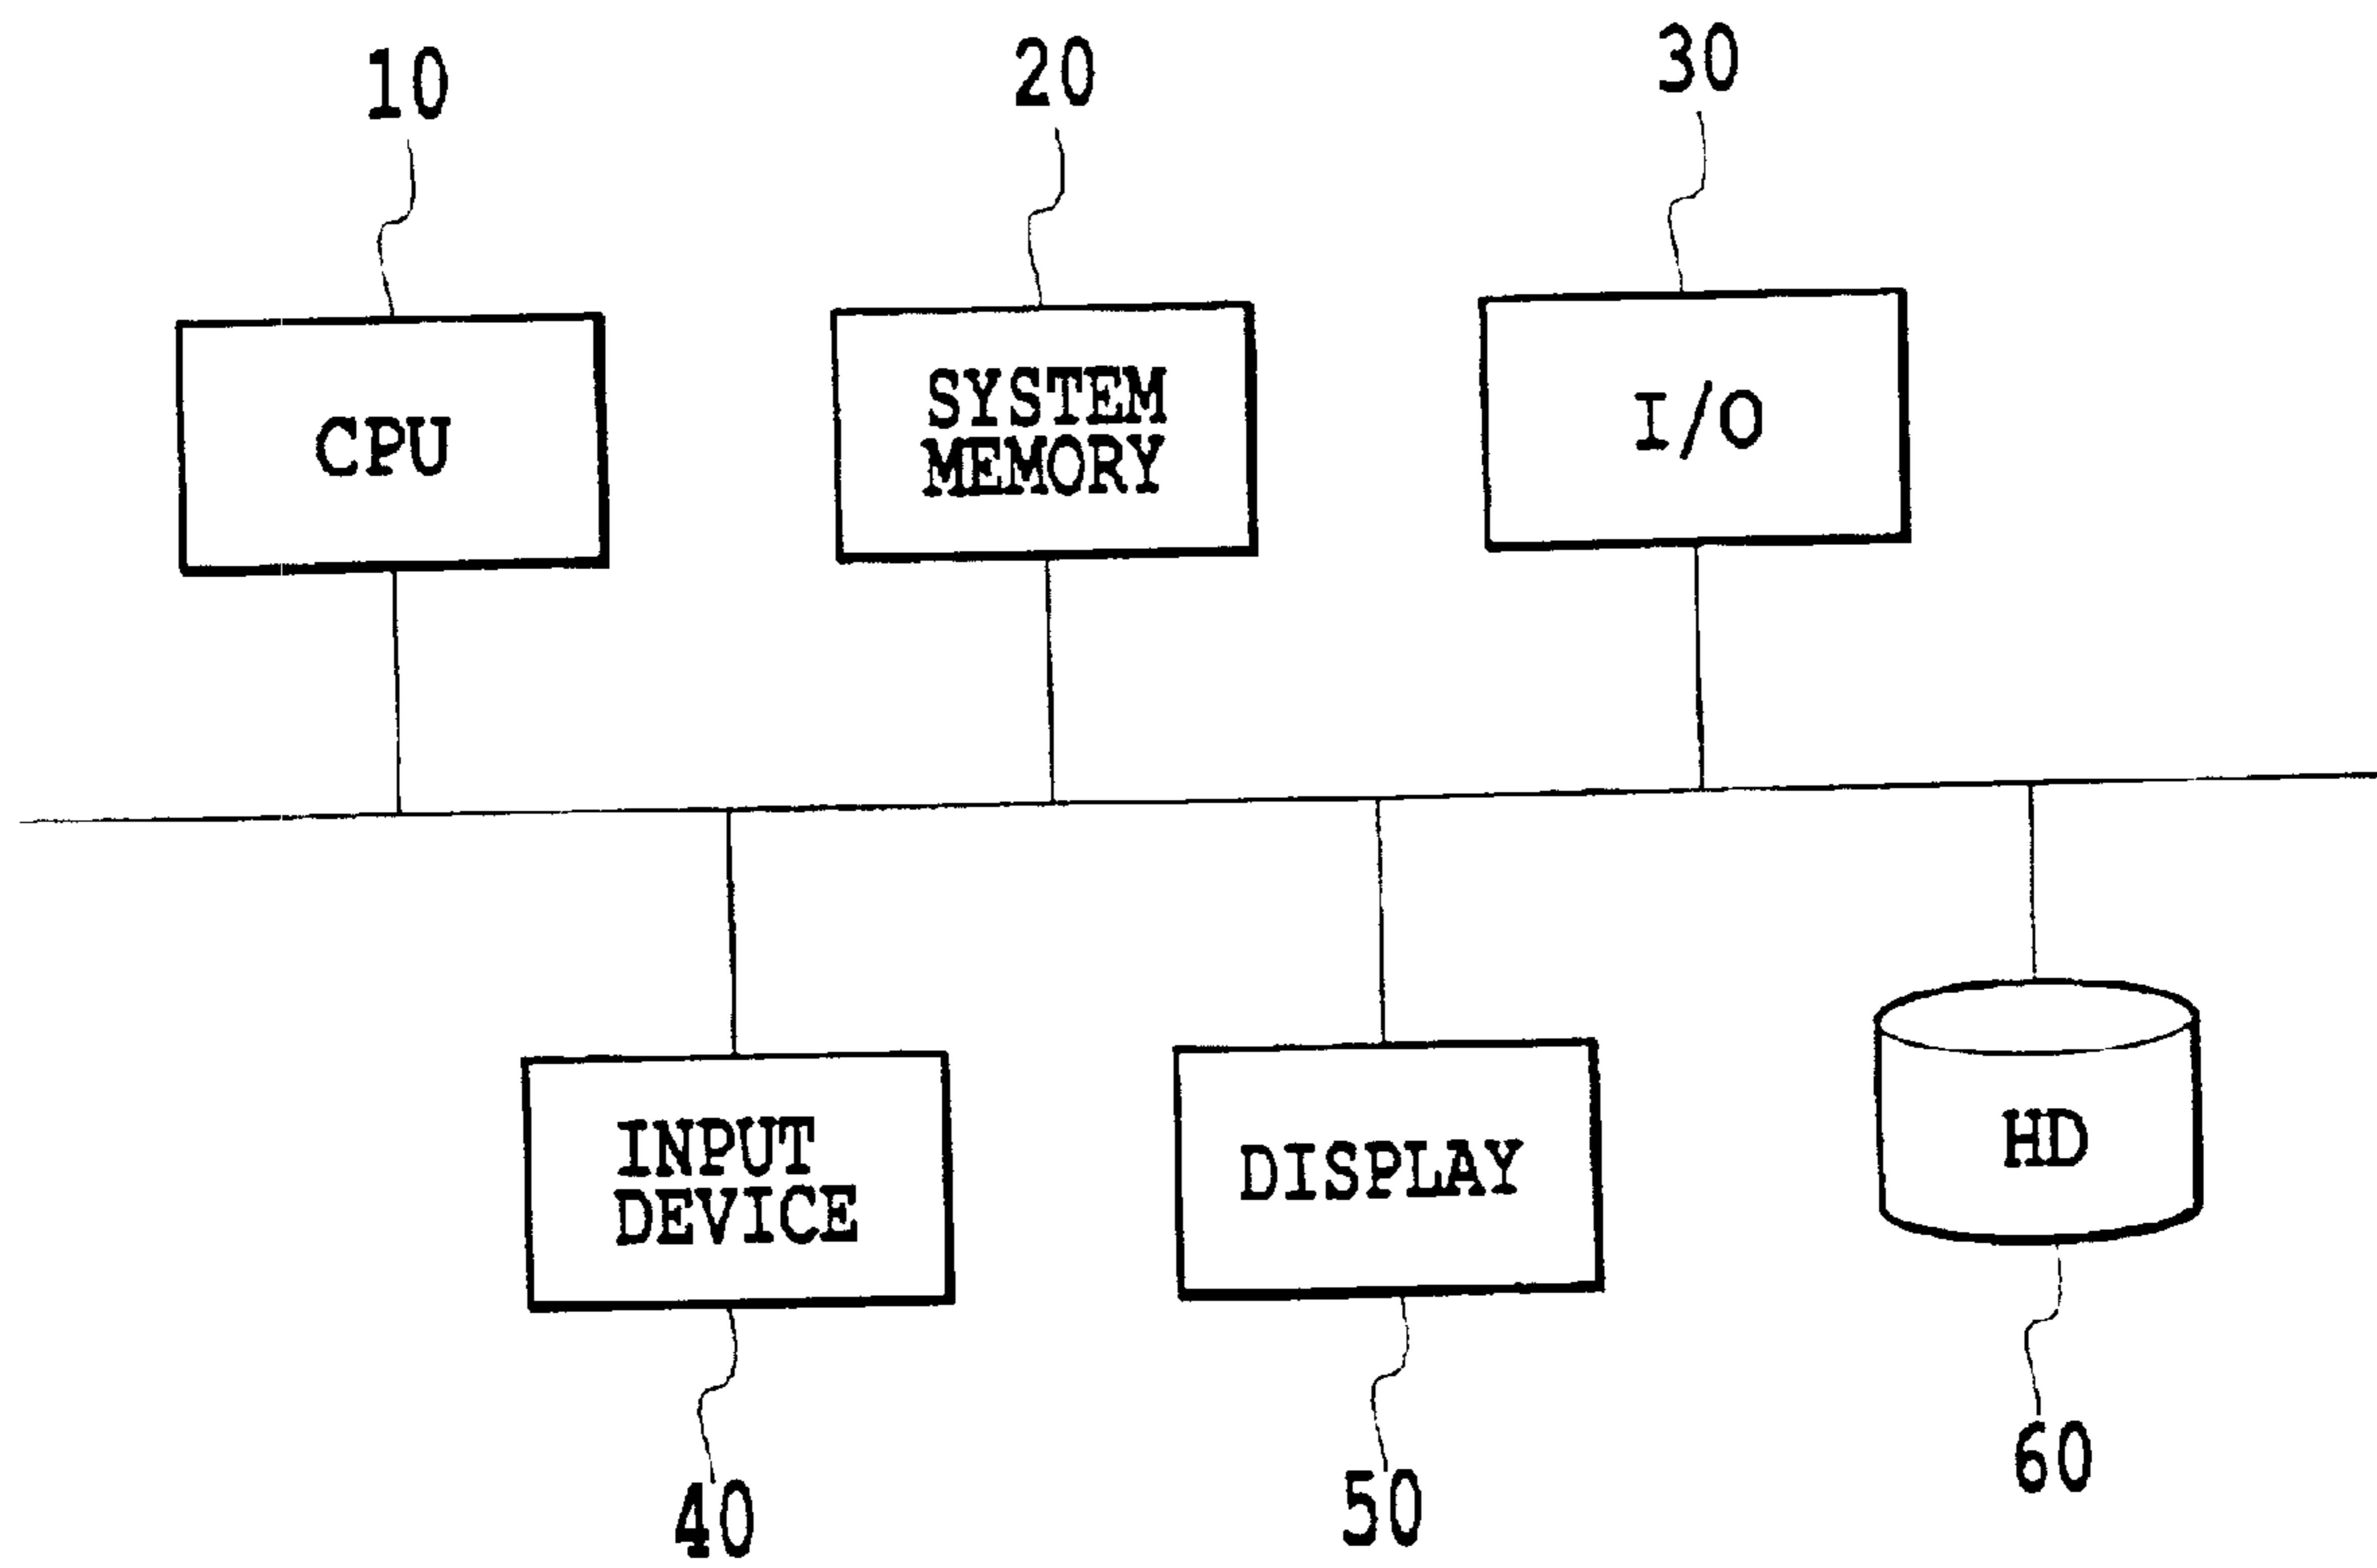 10
20
30
CPU
SYSTEM
MEMORY
I/O
INPUT
DEVICE
DISPLAY
HD
40
50
60